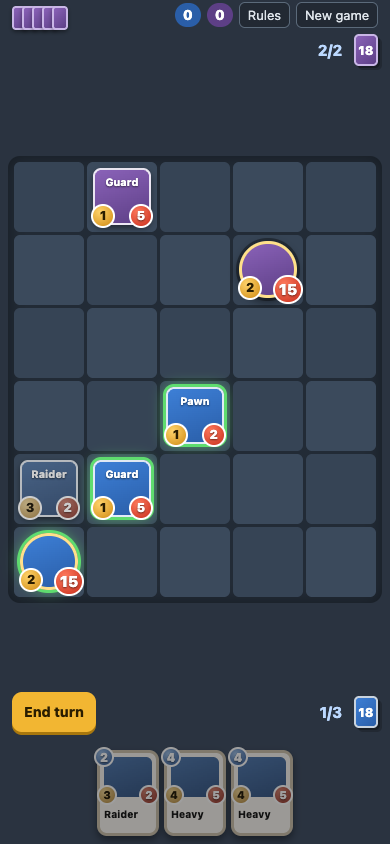 0 0 Rules New game
2/2 18
Guard
1 5
2 15
Pawn
1 2
Raider Guard
3 2 1 5
2 15
End turn 1/3 18
2 4 4
3 2 4 5 4 5
Raider Heavy Heavy